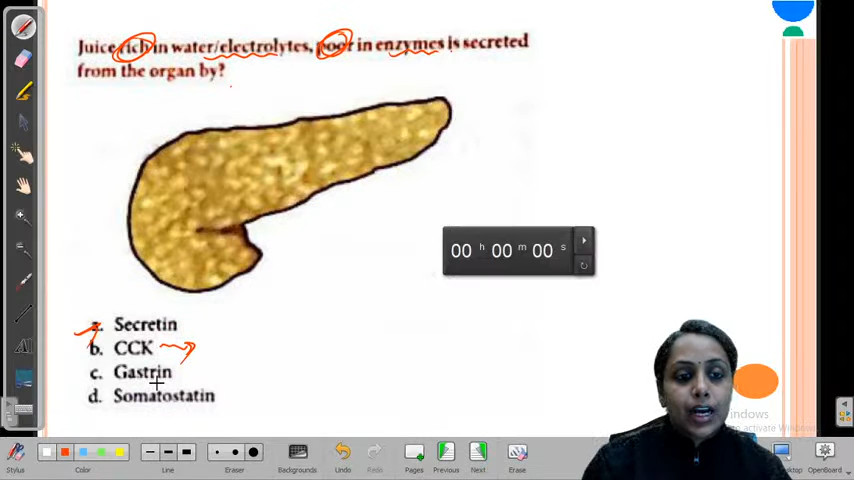 Juice rich in water/electrolytes, poor in enzymes is secreted
from the organ by?
00 h 00 m 00 s
a. Secretin
b. CCK
c. Gastrin
d. Somatostatin
Stylus
Color
Line
Eraser
Backgrounds
Undo
Redo
Pages
Previous
Next
Erase
OpenBoard